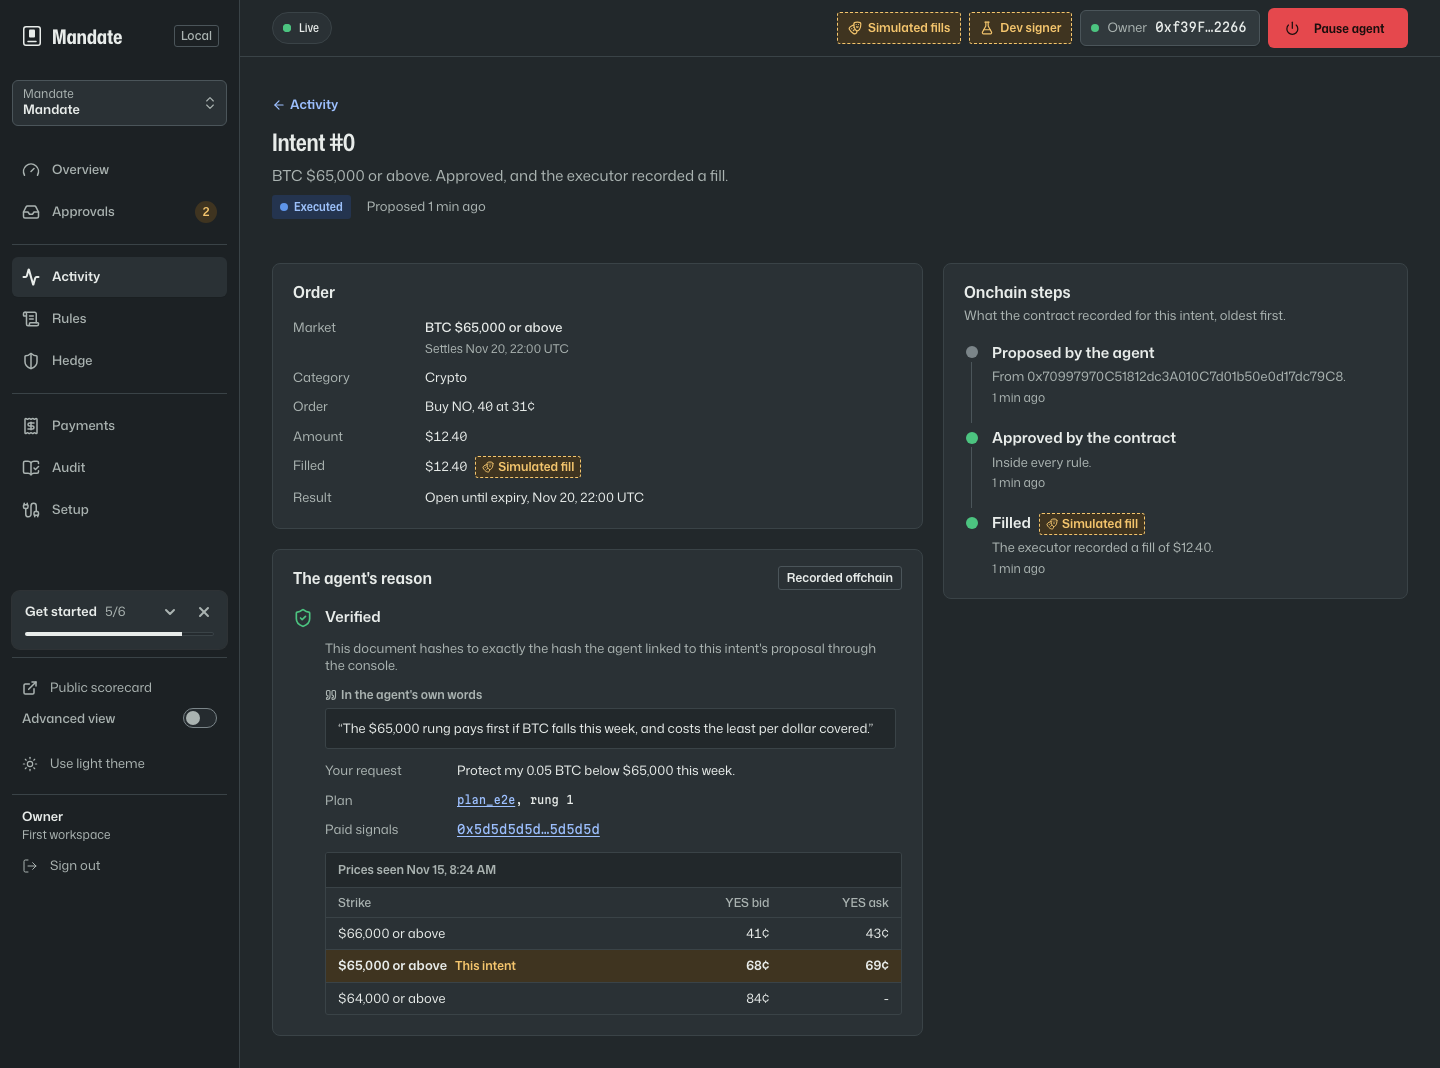 Mandate
Local
Mandate
Mandate
Overview
Approvals
2
Activity
Rules
Hedge
Payments
Audit
Setup
Get started 5/6
Public scorecard
Advanced view
Use light theme
Owner
First workspace
Sign out
Live
Simulated fills
Dev signer
Owner 0xf39F…2266
Pause agent
Activity
Intent #0
BTC $65,000 or above. Approved, and the executor recorded a fill.
Executed
Proposed 1 min ago
Order
Market BTC $65,000 or above
Settles Nov 20, 22:00 UTC
Category Crypto
Order Buy NO, 40 at 31¢
Amount $12.40
Filled $12.40 Simulated fill
Result Open until expiry, Nov 20, 22:00 UTC
The agent's reason
Recorded offchain
Verified
This document hashes to exactly the hash the agent linked to this intent's proposal through
the console.
In the agent's own words
“The $65,000 rung pays first if BTC falls this week, and costs the least per dollar covered.”
Your request Protect my 0.05 BTC below $65,000 this week.
Plan plan_e2e, rung 1
Paid signals 0x5d5d5d5d…5d5d5d
Prices seen Nov 15, 8:24 AM
Strike YES bid YES ask
$66,000 or above 41¢ 43¢
$65,000 or above This intent 68¢ 69¢
$64,000 or above 84¢ -
Onchain steps
What the contract recorded for this intent, oldest first.
Proposed by the agent
From 0x70997970C51812dc3A010C7d01b50e0d17dc79C8.
1 min ago
Approved by the contract
Inside every rule.
1 min ago
Filled Simulated fill
The executor recorded a fill of $12.40.
1 min ago